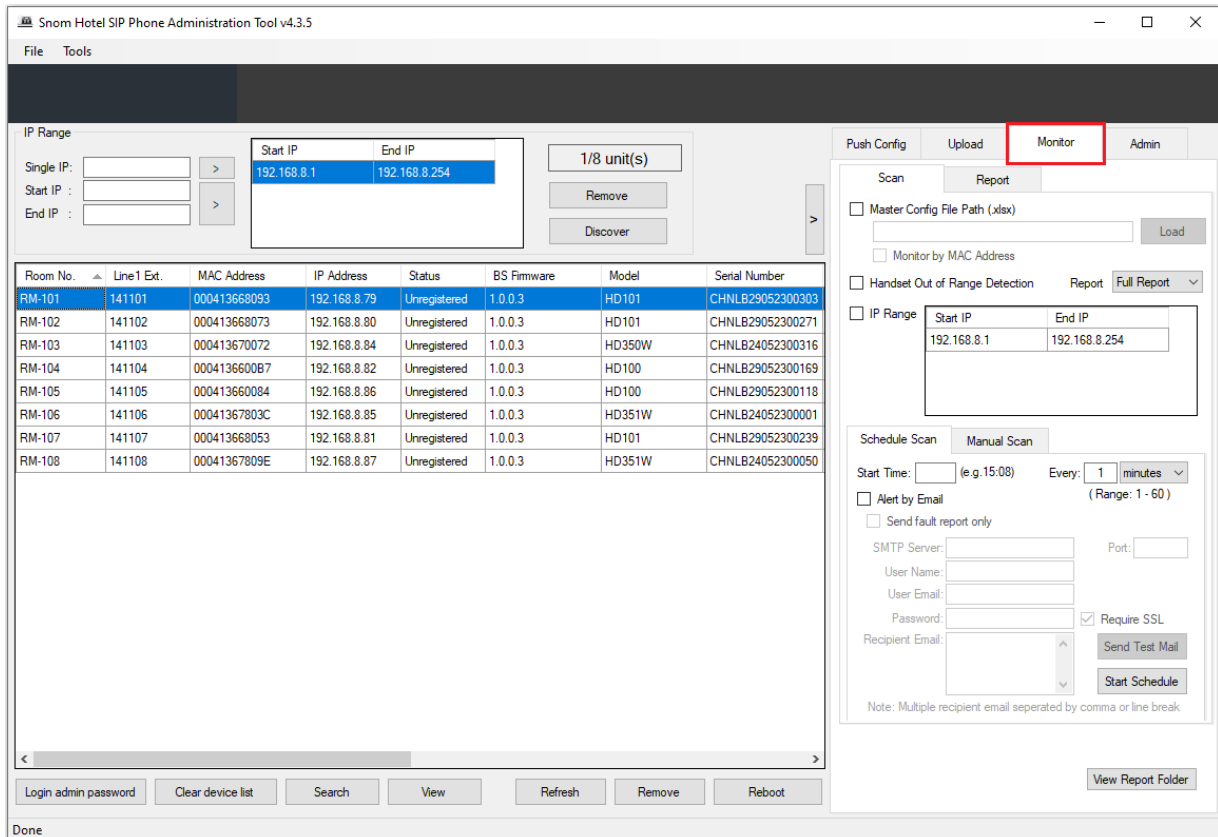 Snom Hotel SIP Phone Administration Tool v4.3.5
File Tools
IP Range
Single IP: >
Start IP :
End IP :
>
Start IP End IP
192.168.8.1 192.168.8.254
1/8 unit(s)
Remove
Discover
>
Room No. Line1 Ext. MAC Address IP Address Status BS Firmware Model Serial Number
RM-101 141101 000413668093 192.168.8.79 Unregistered 1.0.0.3 HD101 CHNLB29052300303
RM-102 141102 000413668073 192.168.8.80 Unregistered 1.0.0.3 HD101 CHNLB29052300271
RM-103 141103 000413670072 192.168.8.84 Unregistered 1.0.0.3 HD350W CHNLB24052300316
RM-104 141104 0004136600B7 192.168.8.82 Unregistered 1.0.0.3 HD100 CHNLB29052300169
RM-105 141105 000413660084 192.168.8.86 Unregistered 1.0.0.3 HD100 CHNLB29052300118
RM-106 141106 00041367803C 192.168.8.85 Unregistered 1.0.0.3 HD351W CHNLB24052300001
RM-107 141107 000413668053 192.168.8.81 Unregistered 1.0.0.3 HD101 CHNLB29052300239
RM-108 141108 00041367809E 192.168.8.87 Unregistered 1.0.0.3 HD351W CHNLB24052300050
Login admin password Clear device list Search View Refresh Remove Reboot
Done
Push Config Upload Monitor Admin
Scan Report
Master Config File Path (.xlsx)
Load
Monitor by MAC Address
Handset Out of Range Detection Report Full Report
IP Range
Start IP End IP
192.168.8.1 192.168.8.254
Schedule Scan Manual Scan
Start Time: (e.g.15:08) Every: 1 minutes
( Range: 1 - 60 )
Alert by Email
Send fault report only
SMTP Server: Port:
User Name:
User Email:
Password: Require SSL
Recipient Email: Send Test Mail
Start Schedule
Note: Multiple recipient email seperated by comma or line break
View Report Folder